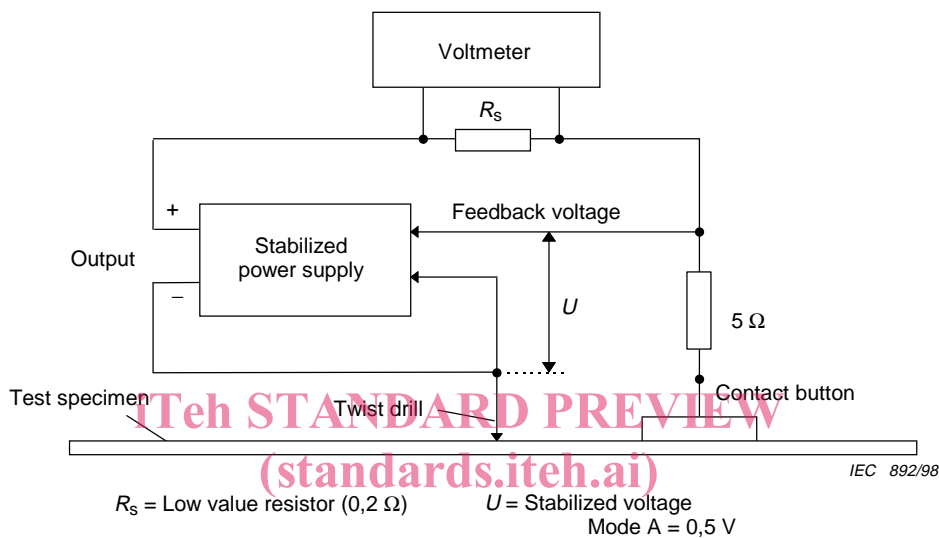 Voltmeter
Rs
+
Feedback voltage
Output
Stabilized
power supply
−
U
5 Ω
Test specimen
Twist drill
Contact button
iTeh STANDARD PREVIEW
(standards.iteh.ai)
IEC 892/98
Rs = Low value resistor (0,2 Ω)
U = Stabilized voltage
Mode A = 0,5 V